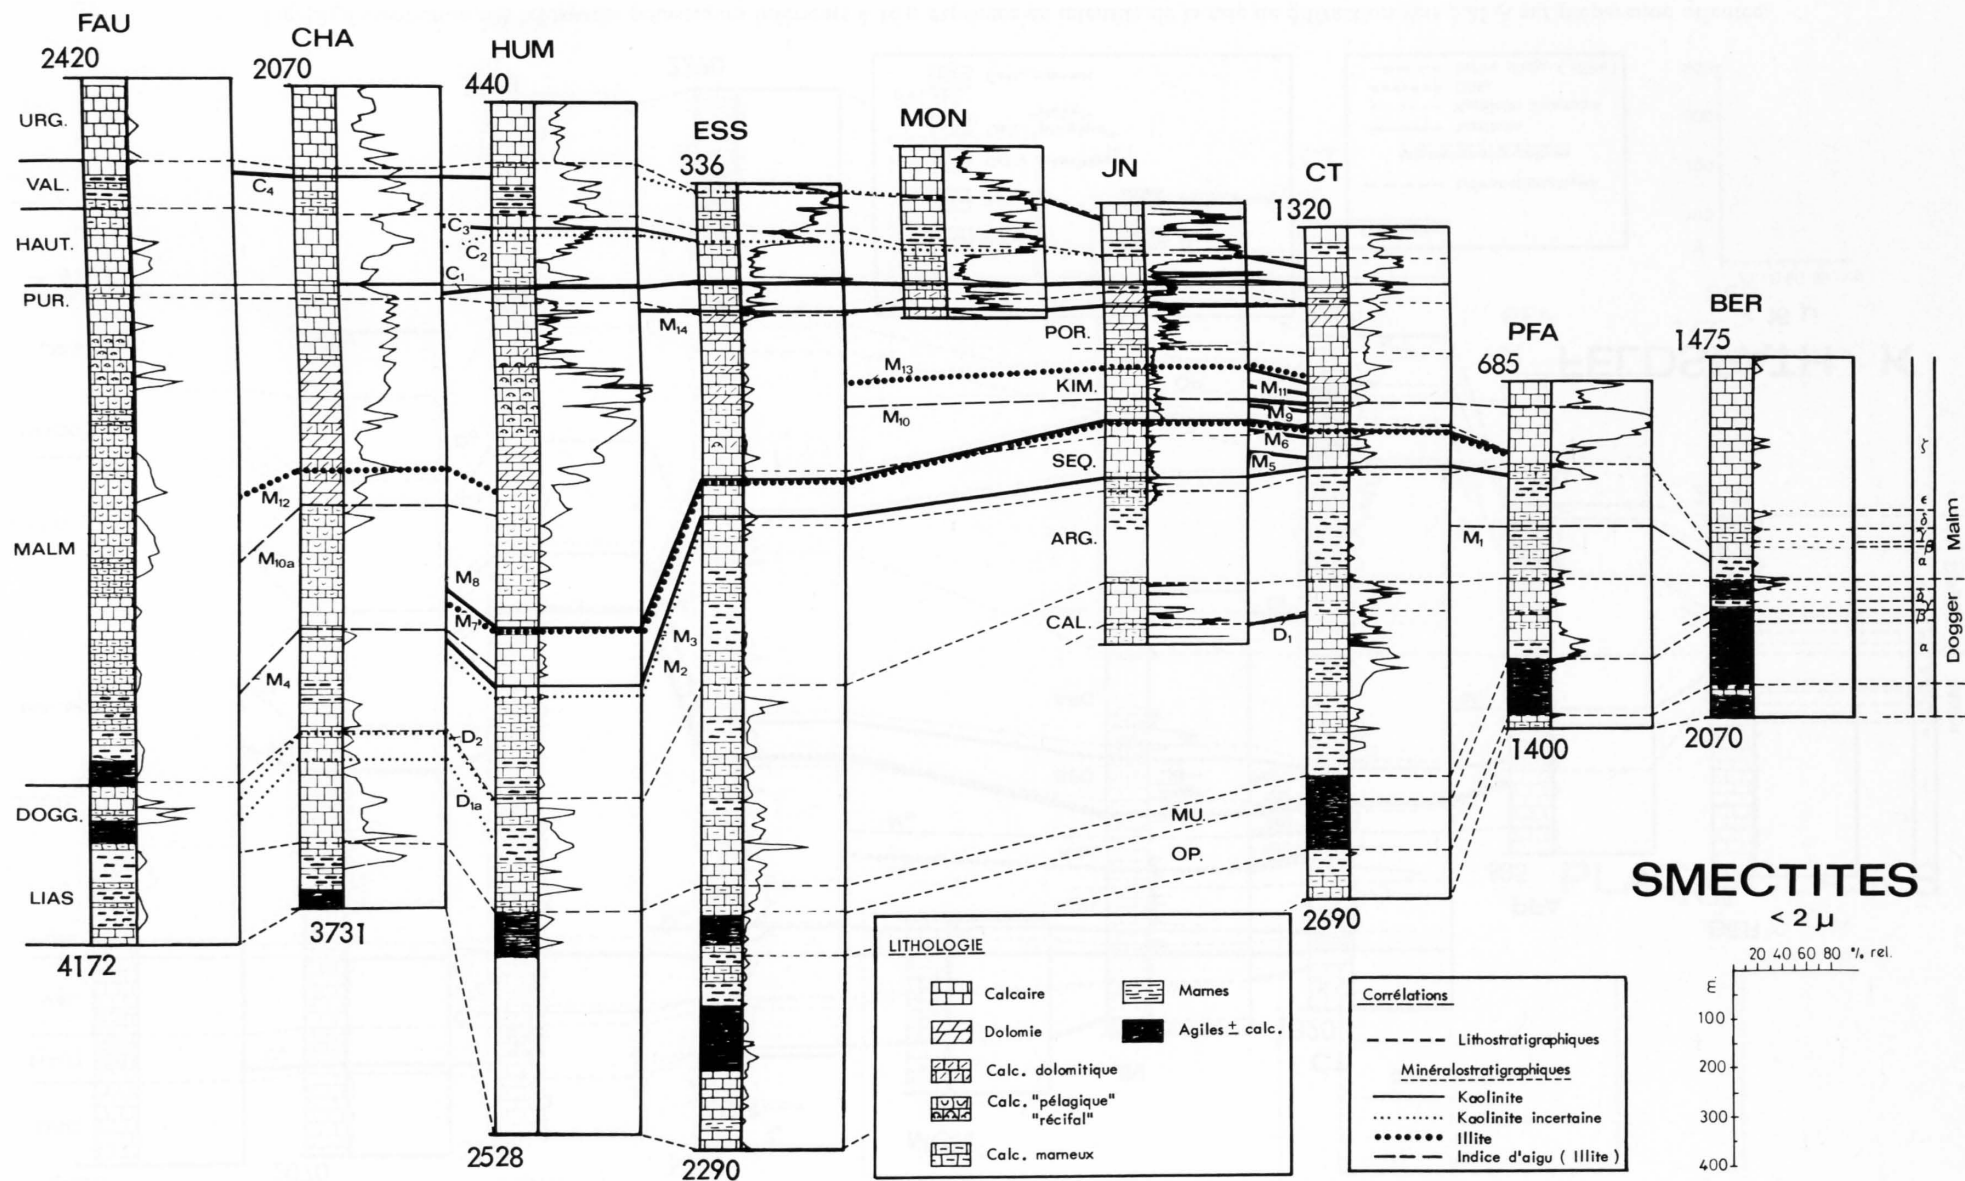 FAU
2420
CHA
2070
HUM
440
ESS
336
MON
JN
CT
1320
PFA
685
BER
1475
URG.
VAL.
HAUT.
PUR.
MALM
DOGG.
LIAS
C4
C3
C2
C1
M14
M13
M12
M10
M10a
M11
M9
M8
M7
M6
M5
M4
M3
M2
M1
D2
D1a
D1
POR.
KIM.
SEQ.
ARG.
CAL.
MU.
OP.
ζ
ε
δ
γ
β
α
Malm
δ
γ
β
α
Dogger
4172
3731
2528
2290
2690
1400
2070
SMECTITES
< 2 μ
20 40 60 80 % rel.
m
100
200
300
400
LITHOLOGIE
Calcaire
Dolomie
Calc. dolomitique
Calc. "pélagique"
"récifal"
Calc. marneux
Marnes
Agiles ± calc.
Corrélations
Lithostratigraphiques
Minéralostratigraphiques
Kaolinite
Kaolinite incertaine
Illite
Indice d'aigu ( Illite )